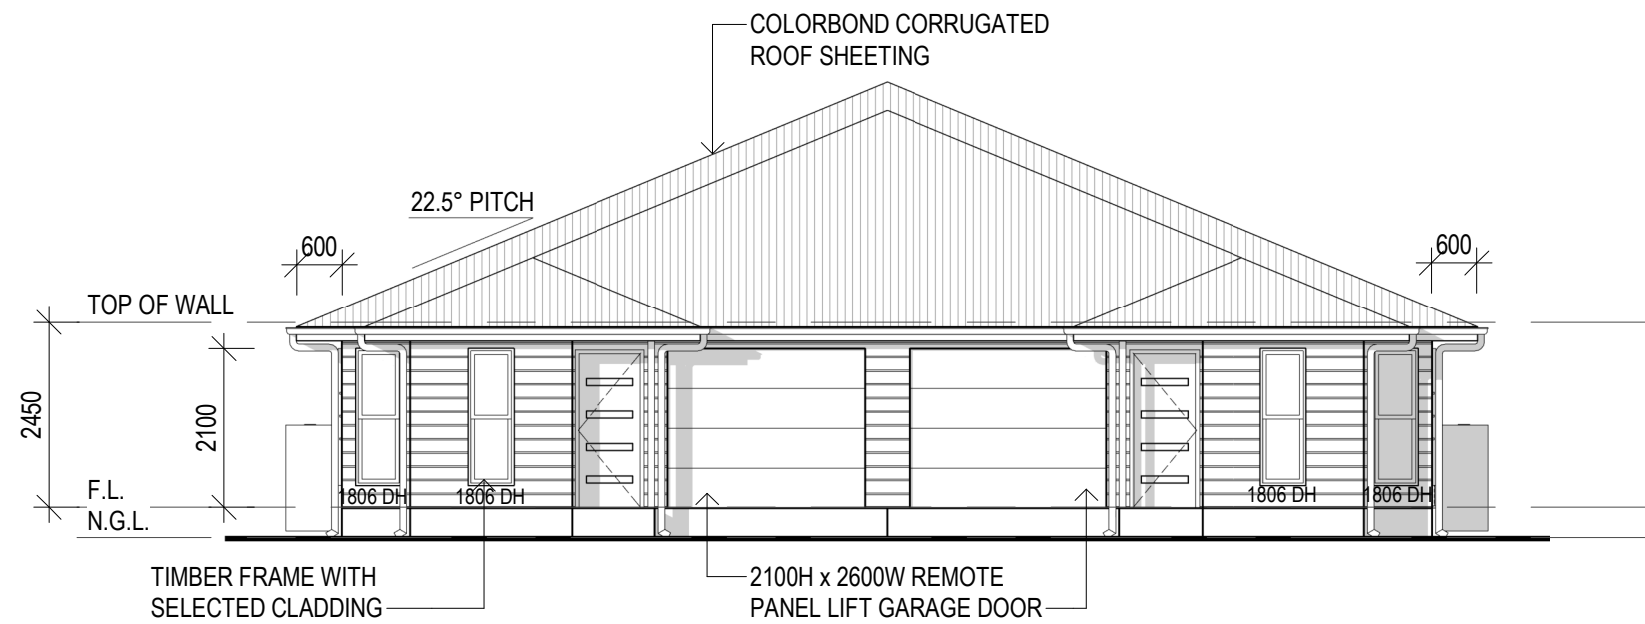 COLORBOND CORRUGATED
ROOF SHEETING
22.5° PITCH
600
600
TOP OF WALL
2450
2100
F.L.
N.G.L.
1806 DH
1806 DH
1806 DH
1806 DH
TIMBER FRAME WITH
SELECTED CLADDING
2100H x 2600W REMOTE
PANEL LIFT GARAGE DOOR